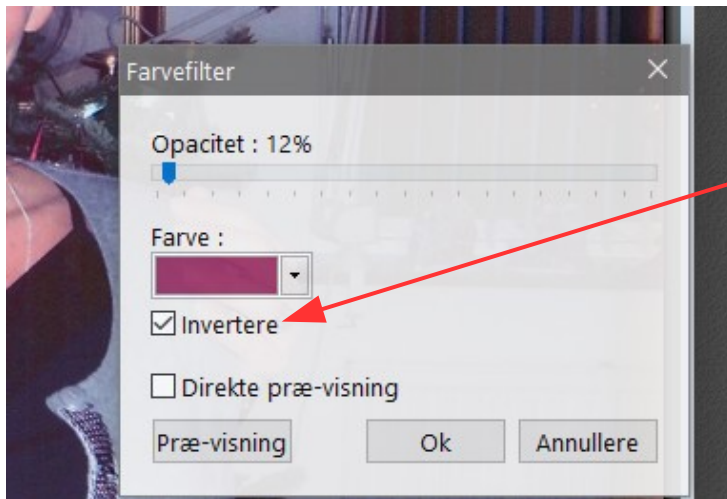 Farvefilter
Opacitet : 12%
Farve :
Invertere
Direkte præ-visning
Præ-visning
Ok
Annullere